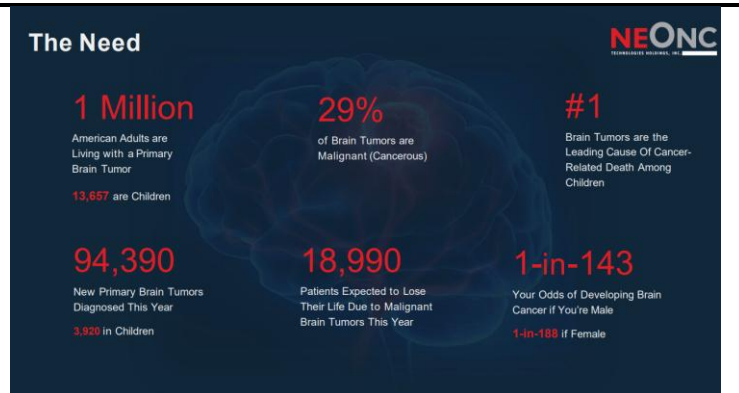 The Need
NEONC
TECHNOLOGIES HOLDINGS, INC.
1 Million
American Adults are
Living with a Primary
Brain Tumor
13,657 are Children
29%
of Brain Tumors are
Malignant (Cancerous)
#1
Brain Tumors are the
Leading Cause Of Cancer-
Related Death Among
Children
94,390
New Primary Brain Tumors
Diagnosed This Year
3,920 in Children
18,990
Patients Expected to Lose
Their Life Due to Malignant
Brain Tumors This Year
1-in-143
Your Odds of Developing Brain
Cancer if You're Male
1-in-188 if Female